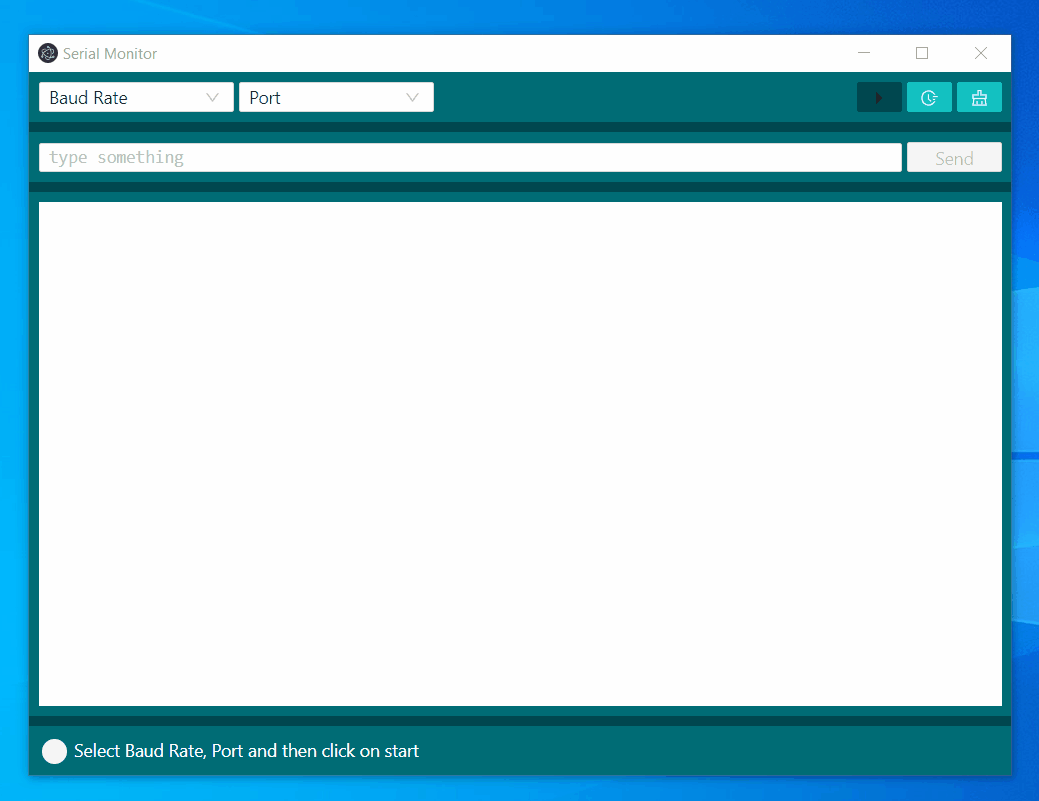 Serial Monitor
Baud Rate Port
type something Send
Select Baud Rate, Port and then click on start